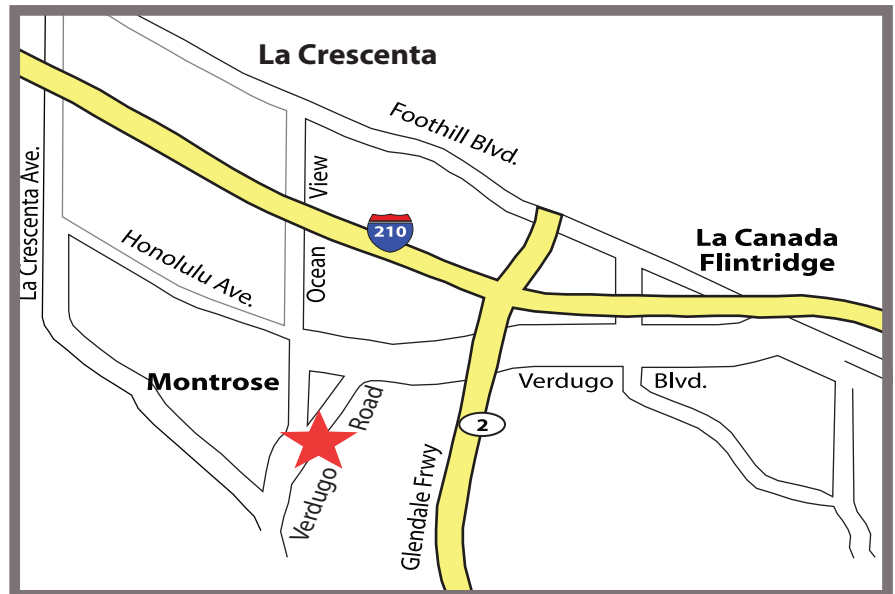 La Crescenta
Foothill Blvd.
La Crescenta Ave.
Ocean View
210
La Canada
Flintridge
Honolulu Ave.
Montrose
Verdugo Blvd.
Verdugo Road
2
Glendale Frwy